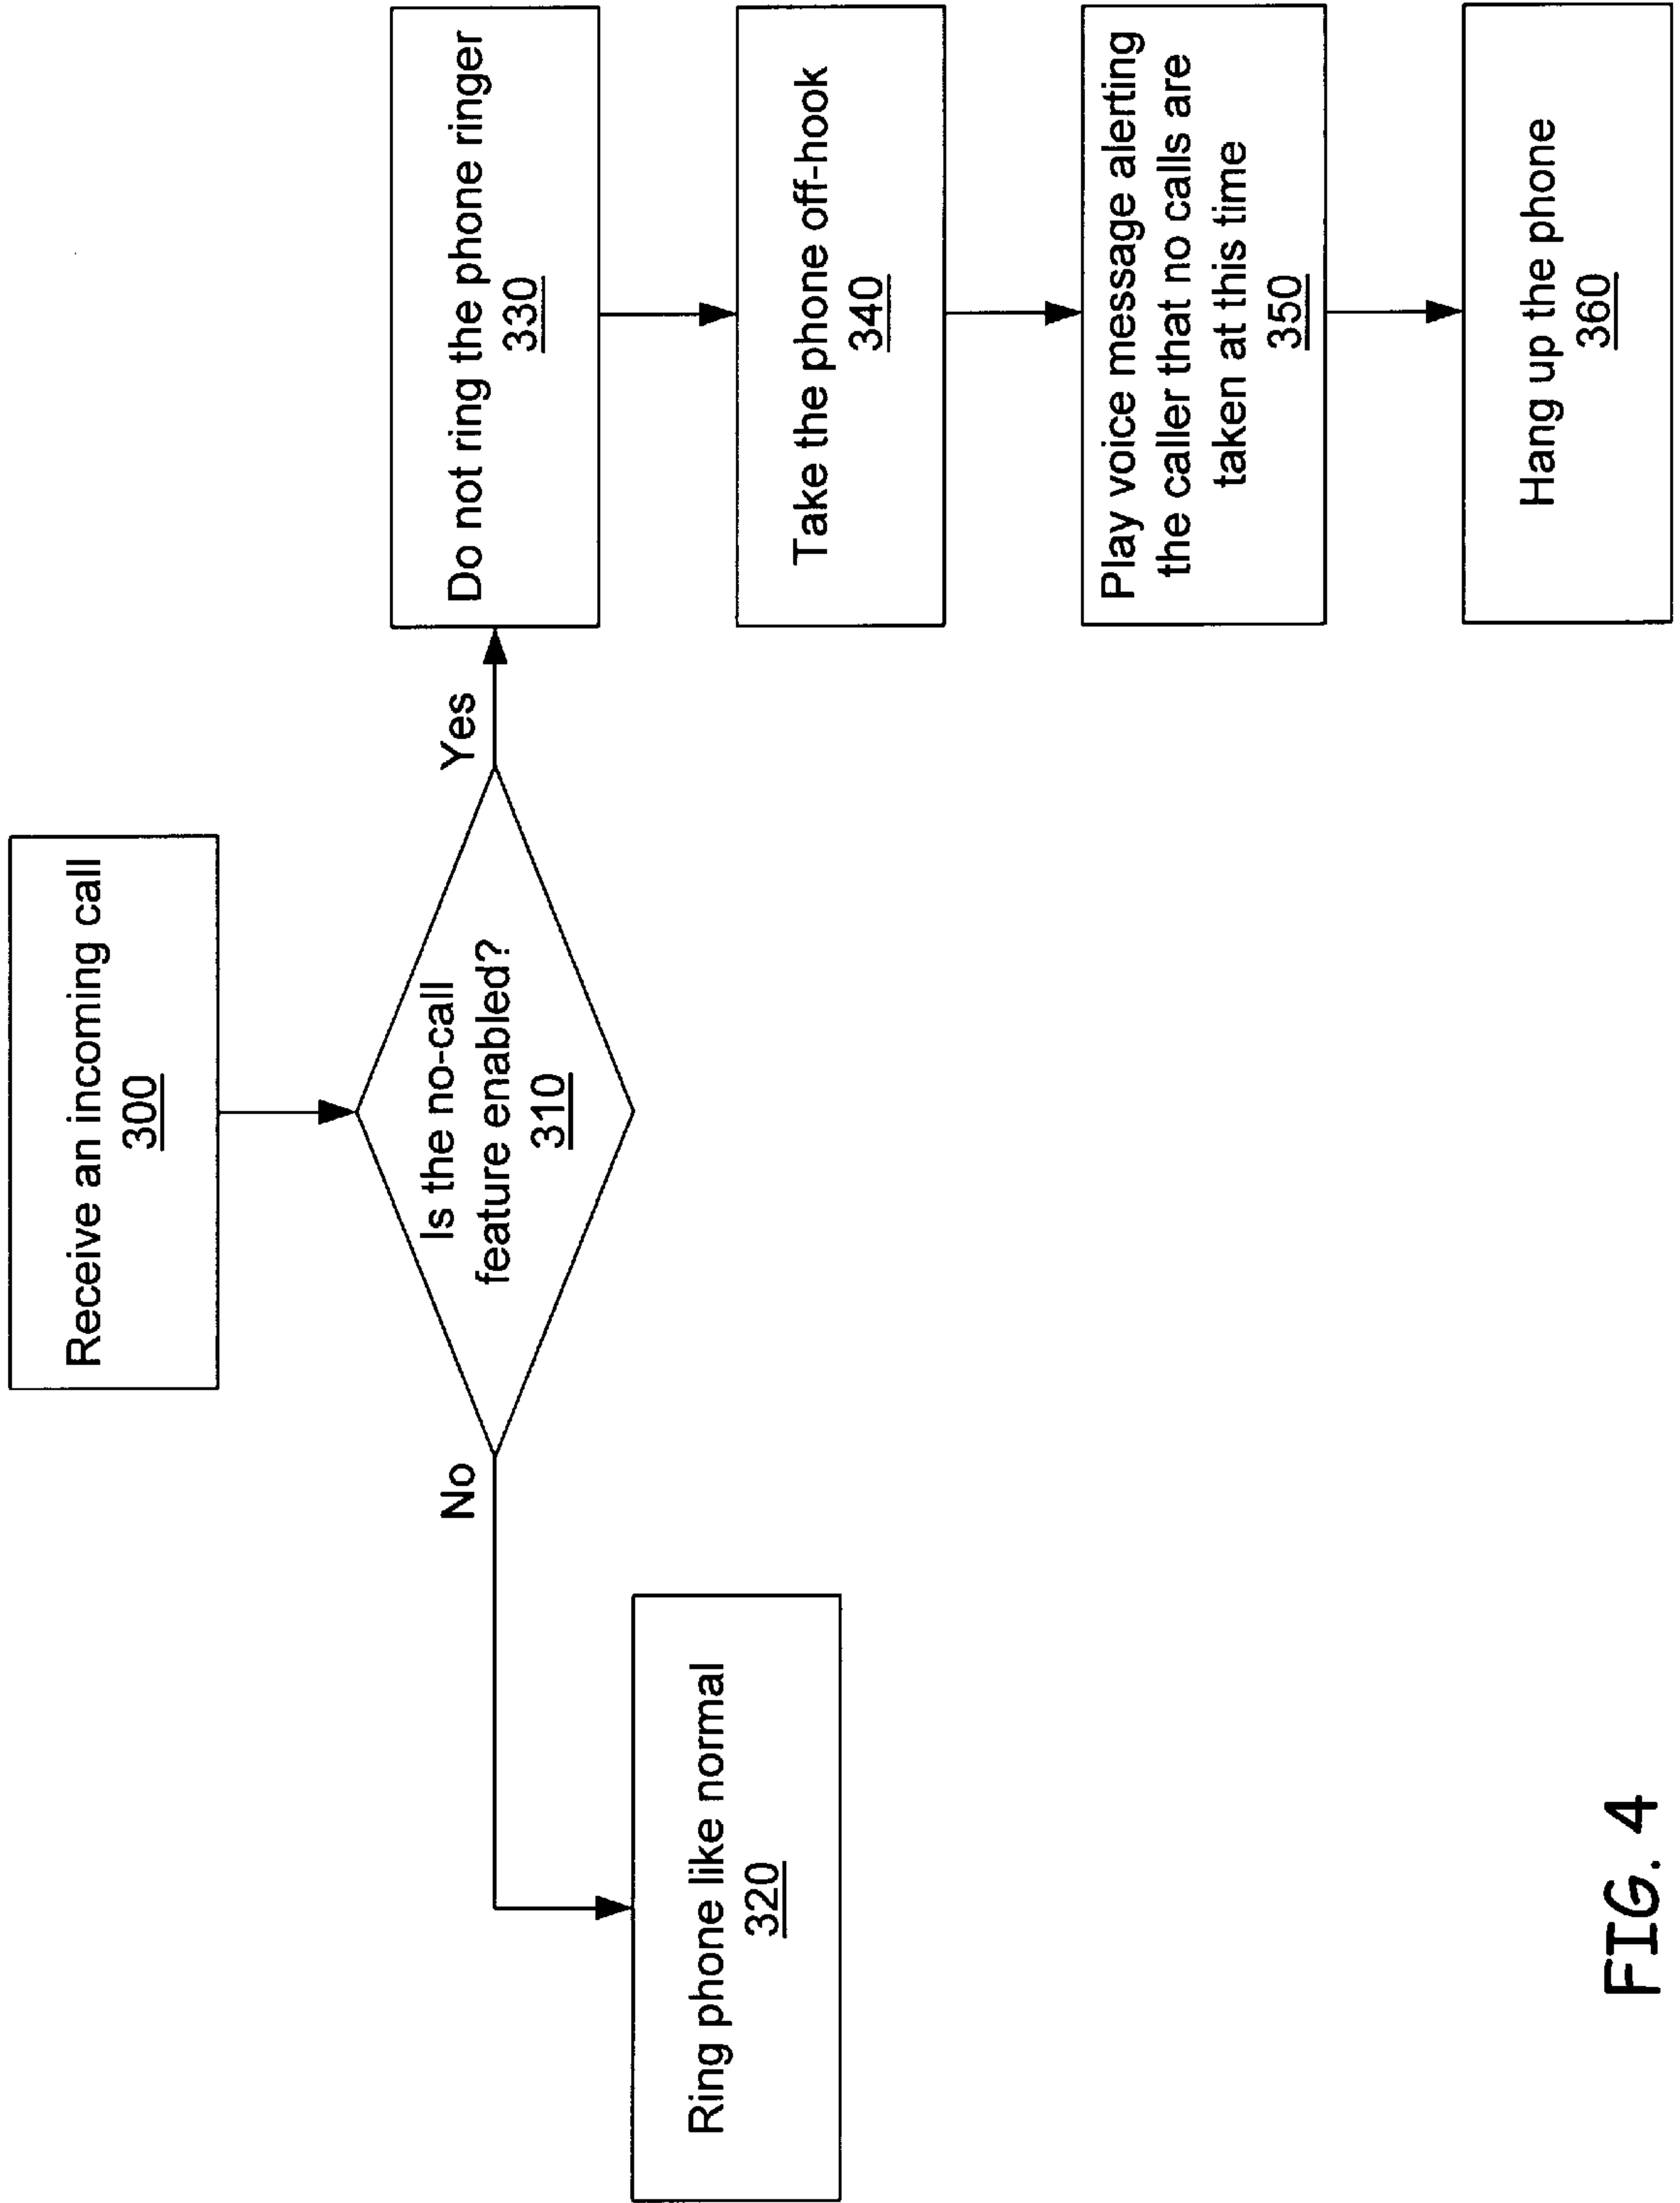 Receive an incoming call
300
Is the no-call
feature enabled?
310
No
Yes
Ring phone like normal
320
Do not ring the phone ringer
330
Take the phone off-hook
340
Play voice message alerting
the caller that no calls are
taken at this time
350
Hang up the phone
360
FIG. 4